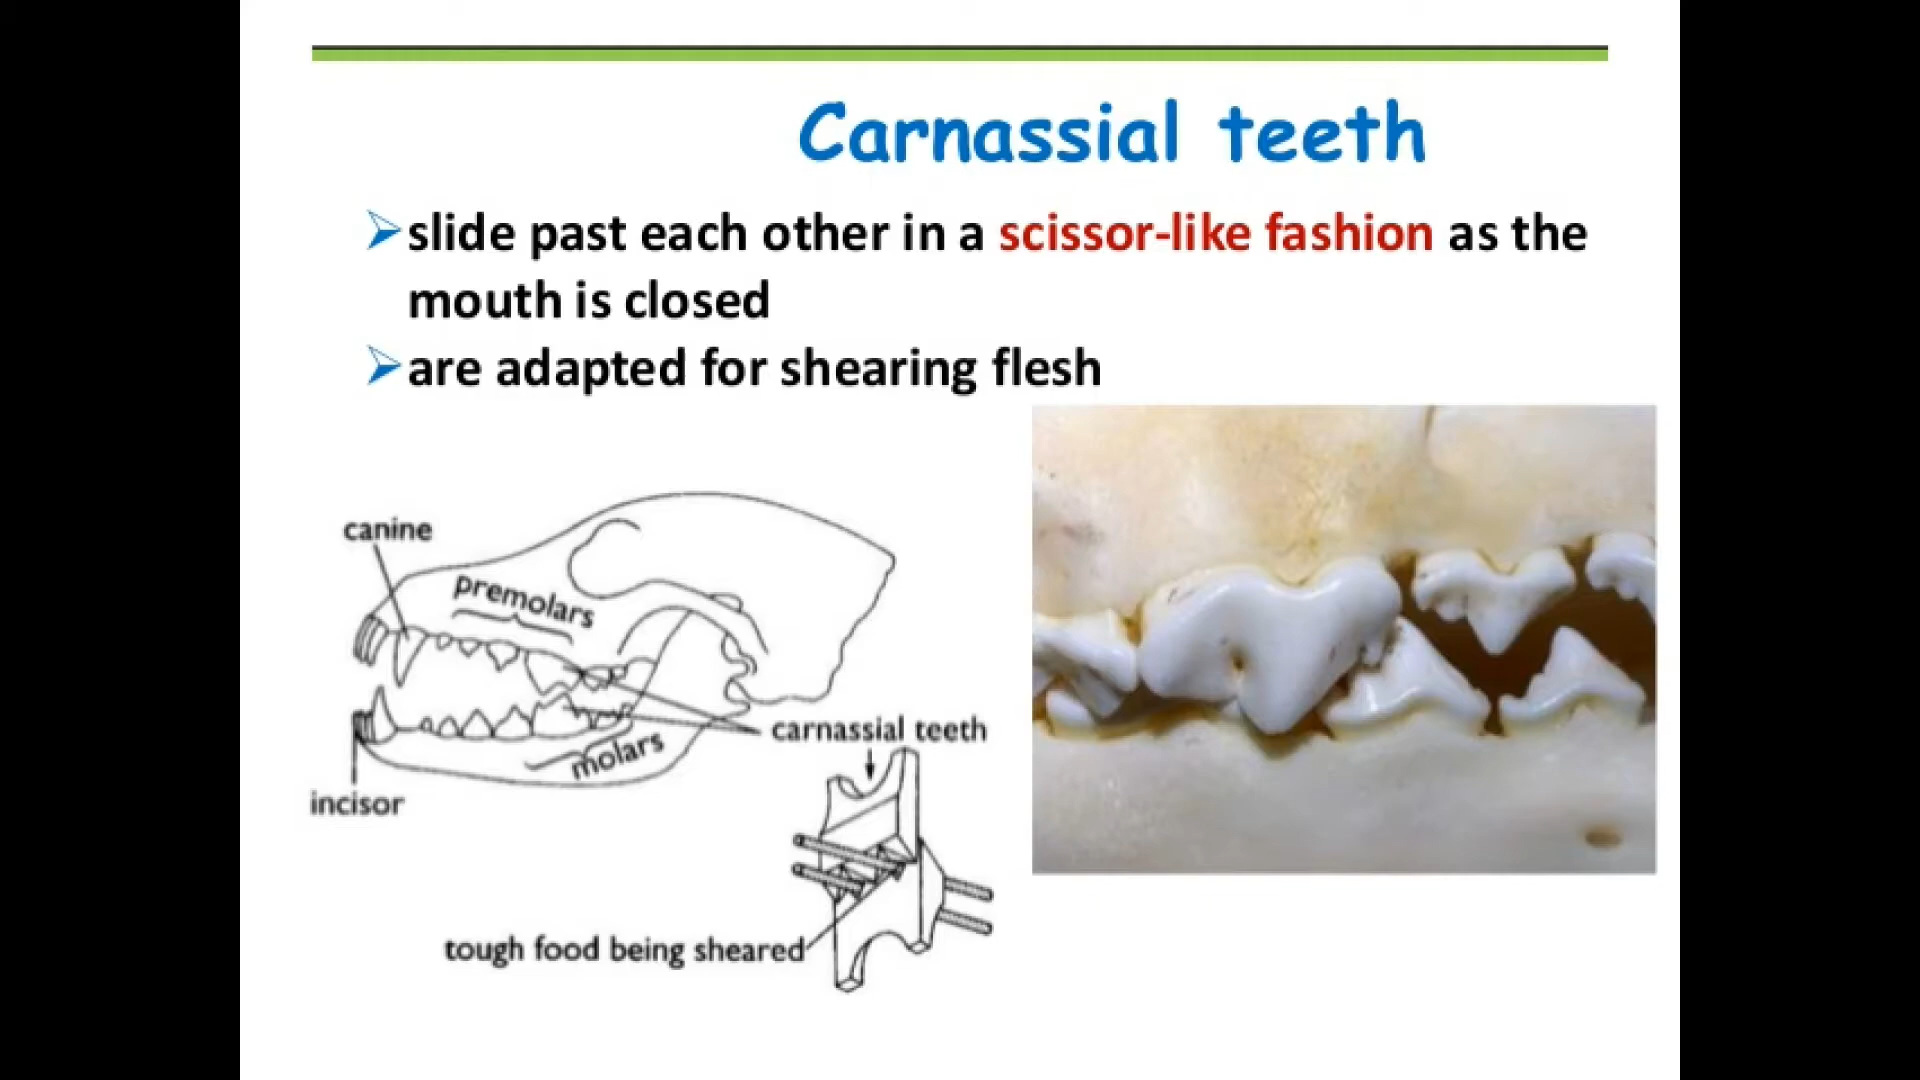 Carnassial teeth
➢slide past each other in a scissor-like fashion as the
mouth is closed
➢are adapted for shearing flesh
canine
premolars
carnassial teeth
molars
incisor
tough food being sheared